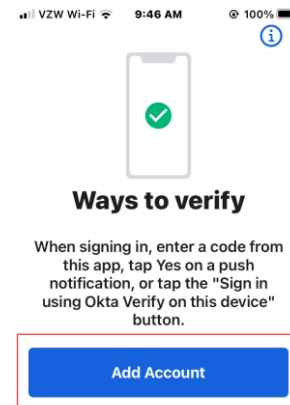 VZW Wi-Fi 9:46 AM 100%
i
Ways to verify
When signing in, enter a code from
this app, tap Yes on a push
notification, or tap the "Sign in
using Okta Verify on this device"
button.
Add Account